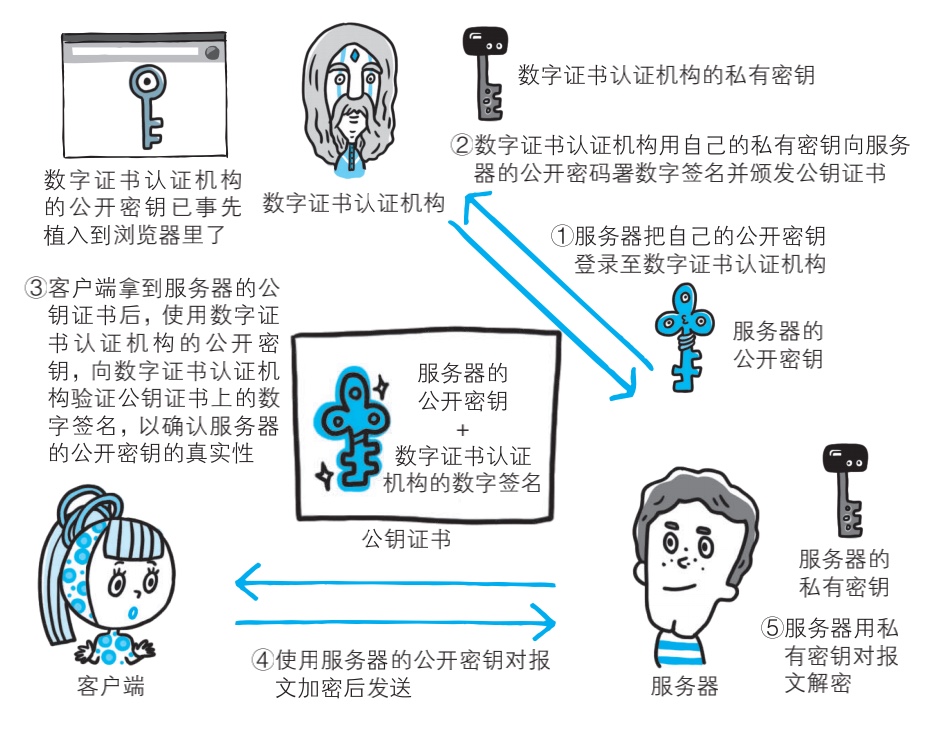 数字证书认证机构
的公开密钥已事先
植入到浏览器里了
数字证书认证机构
数字证书认证机构的私有密钥
②数字证书认证机构用自己的私有密钥向服务
器的公开密码署数字签名并颁发公钥证书
①服务器把自己的公开密钥
登录至数字证书认证机构
服务器的
公开密钥
③客户端拿到服务器的公
钥证书后，使用数字证
书认证机构的公开密
钥，向数字证书认证机
构验证公钥证书上的数
字签名，以确认服务器
的公开密钥的真实性
服务器的
公开密钥
+
数字证书认证
机构的数字签名
公钥证书
客户端
④使用服务器的公开密钥对报
文加密后发送
服务器
服务器的
私有密钥
⑤服务器用私
有密钥对报
文解密